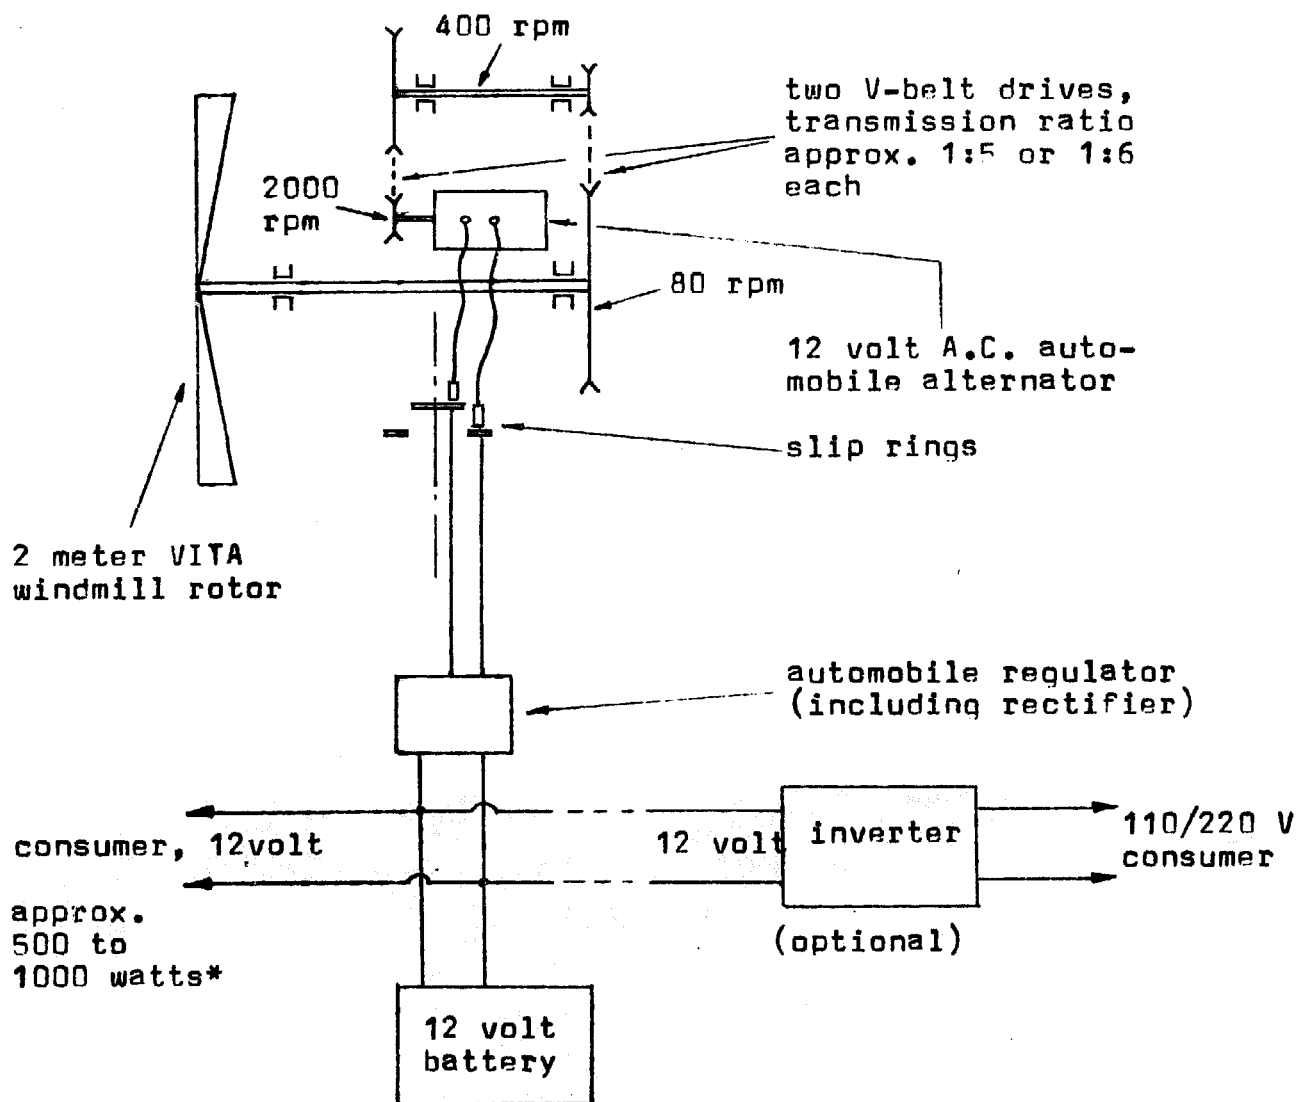 400 rpm
two V-belt drives,
transmission ratio
approx. 1:5 or 1:6
each
2000
rpm
80 rpm
12 volt A.C. auto-
mobile alternator
slip rings
2 meter VITA
windmill rotor
automobile regulator
(including rectifier)
consumer, 12volt
12 volt
inverter
110/220 V
consumer
approx.
500 to
1000 watts*
(optional)
12 volt
battery